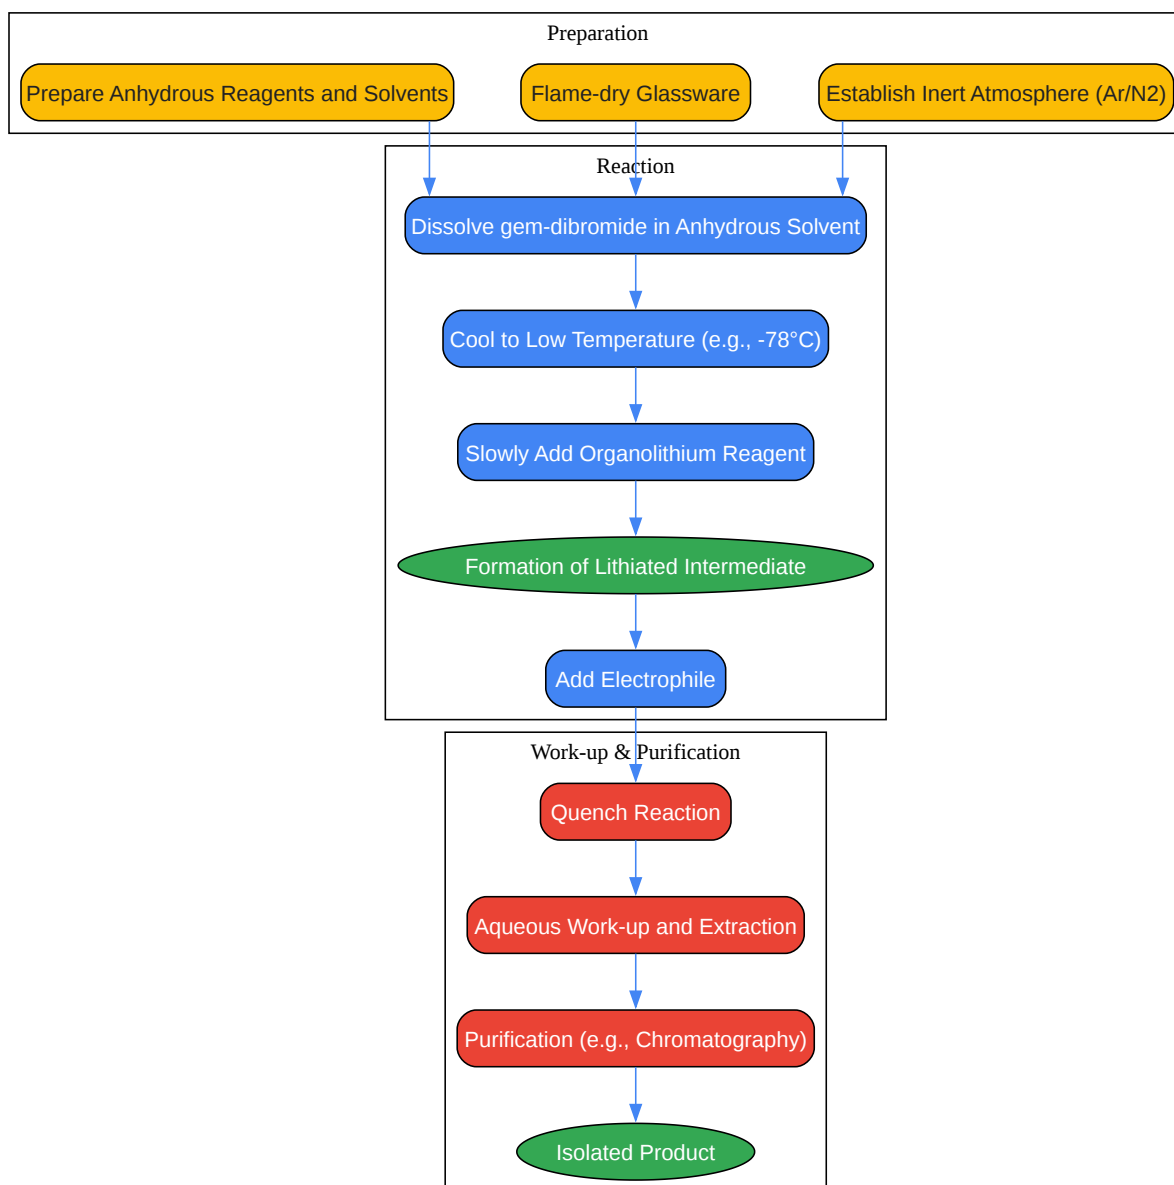 Preparation
Prepare Anhydrous Reagents and Solvents
Flame-dry Glassware
Establish Inert Atmosphere (Ar/N2)
Reaction
Dissolve gem-dibromide in Anhydrous Solvent
Cool to Low Temperature (e.g., -78°C)
Slowly Add Organolithium Reagent
Formation of Lithiated Intermediate
Add Electrophile
Work-up & Purification
Quench Reaction
Aqueous Work-up and Extraction
Purification (e.g., Chromatography)
Isolated Product